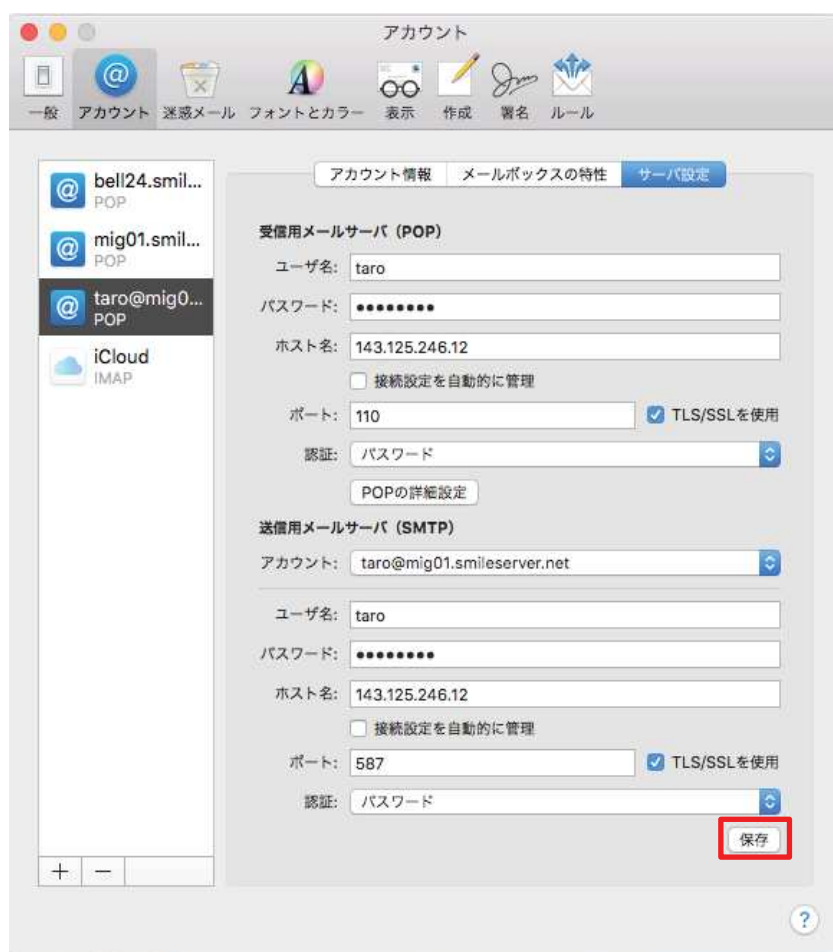 アカウント
一般 アカウント 迷惑メール フォントとカラー 表示 作成 署名 ルール
bell24.smil...
POP
mig01.smil...
POP
taro@mig0...
POP
iCloud
IMAP
+ −
アカウント情報 メールボックスの特性 サーバ設定
受信用メールサーバ（POP）
ユーザ名: taro
パスワード: ●●●●●●●●
ホスト名: 143.125.246.12
接続設定を自動的に管理
ポート: 110 TLS/SSLを使用
認証: パスワード
POPの詳細設定
送信用メールサーバ（SMTP）
アカウント: taro@mig01.smileserver.net
ユーザ名: taro
パスワード: ●●●●●●●●
ホスト名: 143.125.246.12
接続設定を自動的に管理
ポート: 587 TLS/SSLを使用
認証: パスワード
保存
?